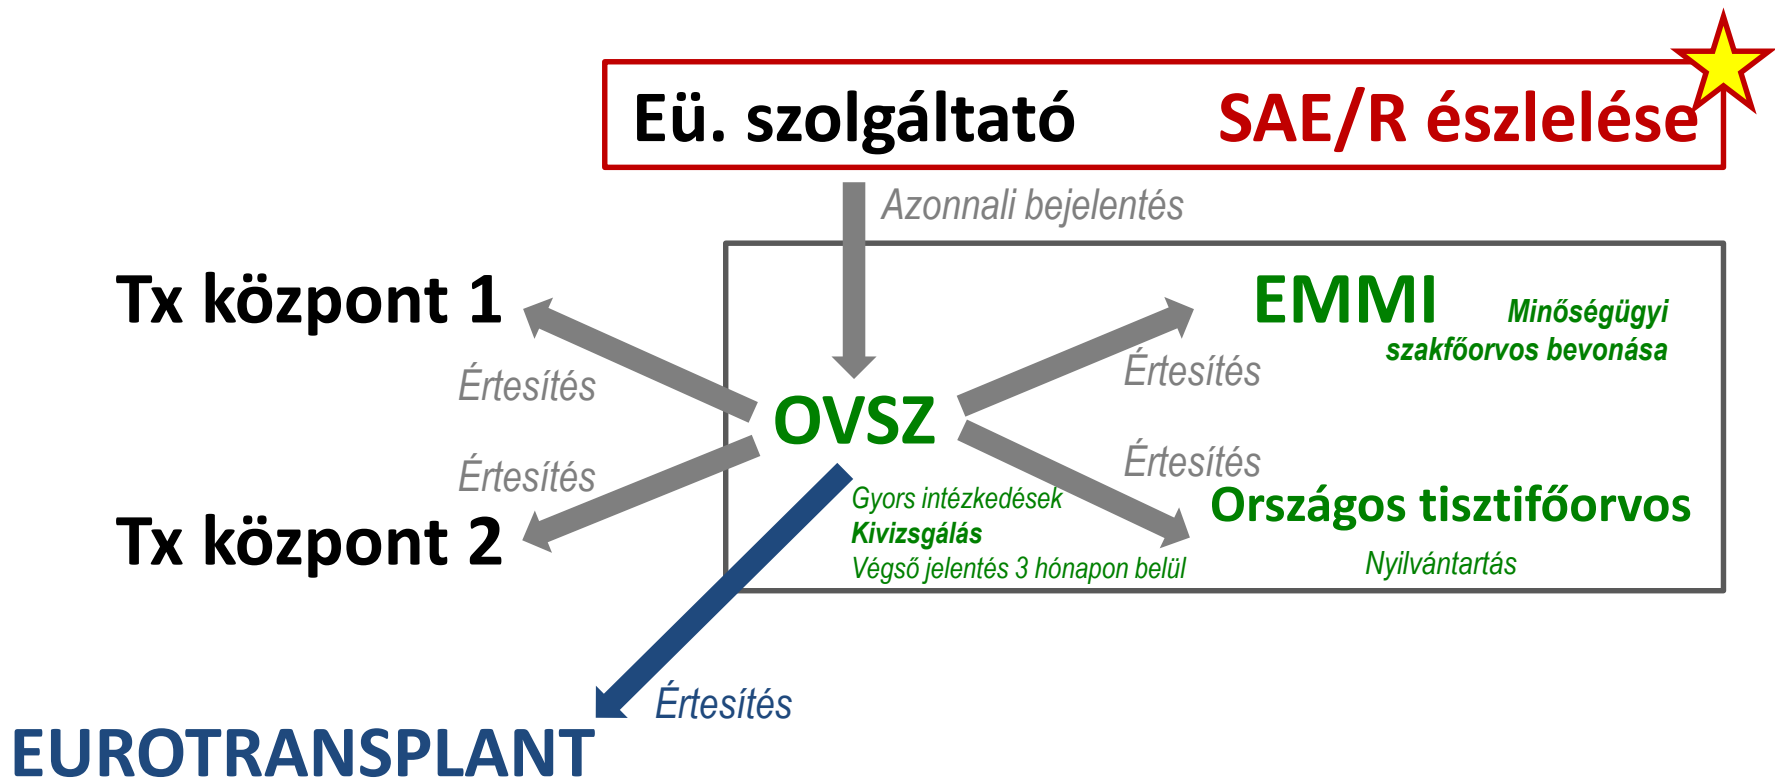 Eü. szolgáltató SAE/R észlelése
Azonnali bejelentés
Tx központ 1
EMMI
Minőségügyi
szakfőorvos bevonása
Értesítés
Értesítés
OVSZ
Értesítés
Értesítés
Gyors intézkedések
Kivizsgálás
Végső jelentés 3 hónapon belül
Országos tisztifőorvos
Nyilvántartás
Tx központ 2
Értesítés
EUROTRANSPLANT